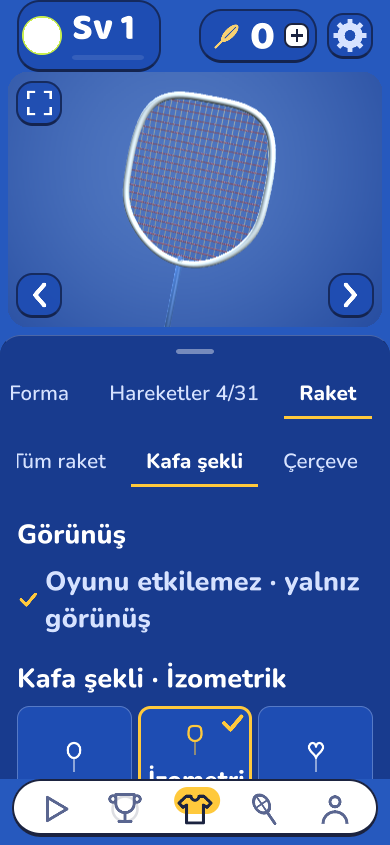 Sv 1
0
Forma Hareketler 4/31 Raket
Tüm raket Kafa şekli Çerçeve
Görünüş
Oyunu etkilemez · yalnız
görünüş
Kafa şekli · İzometrik